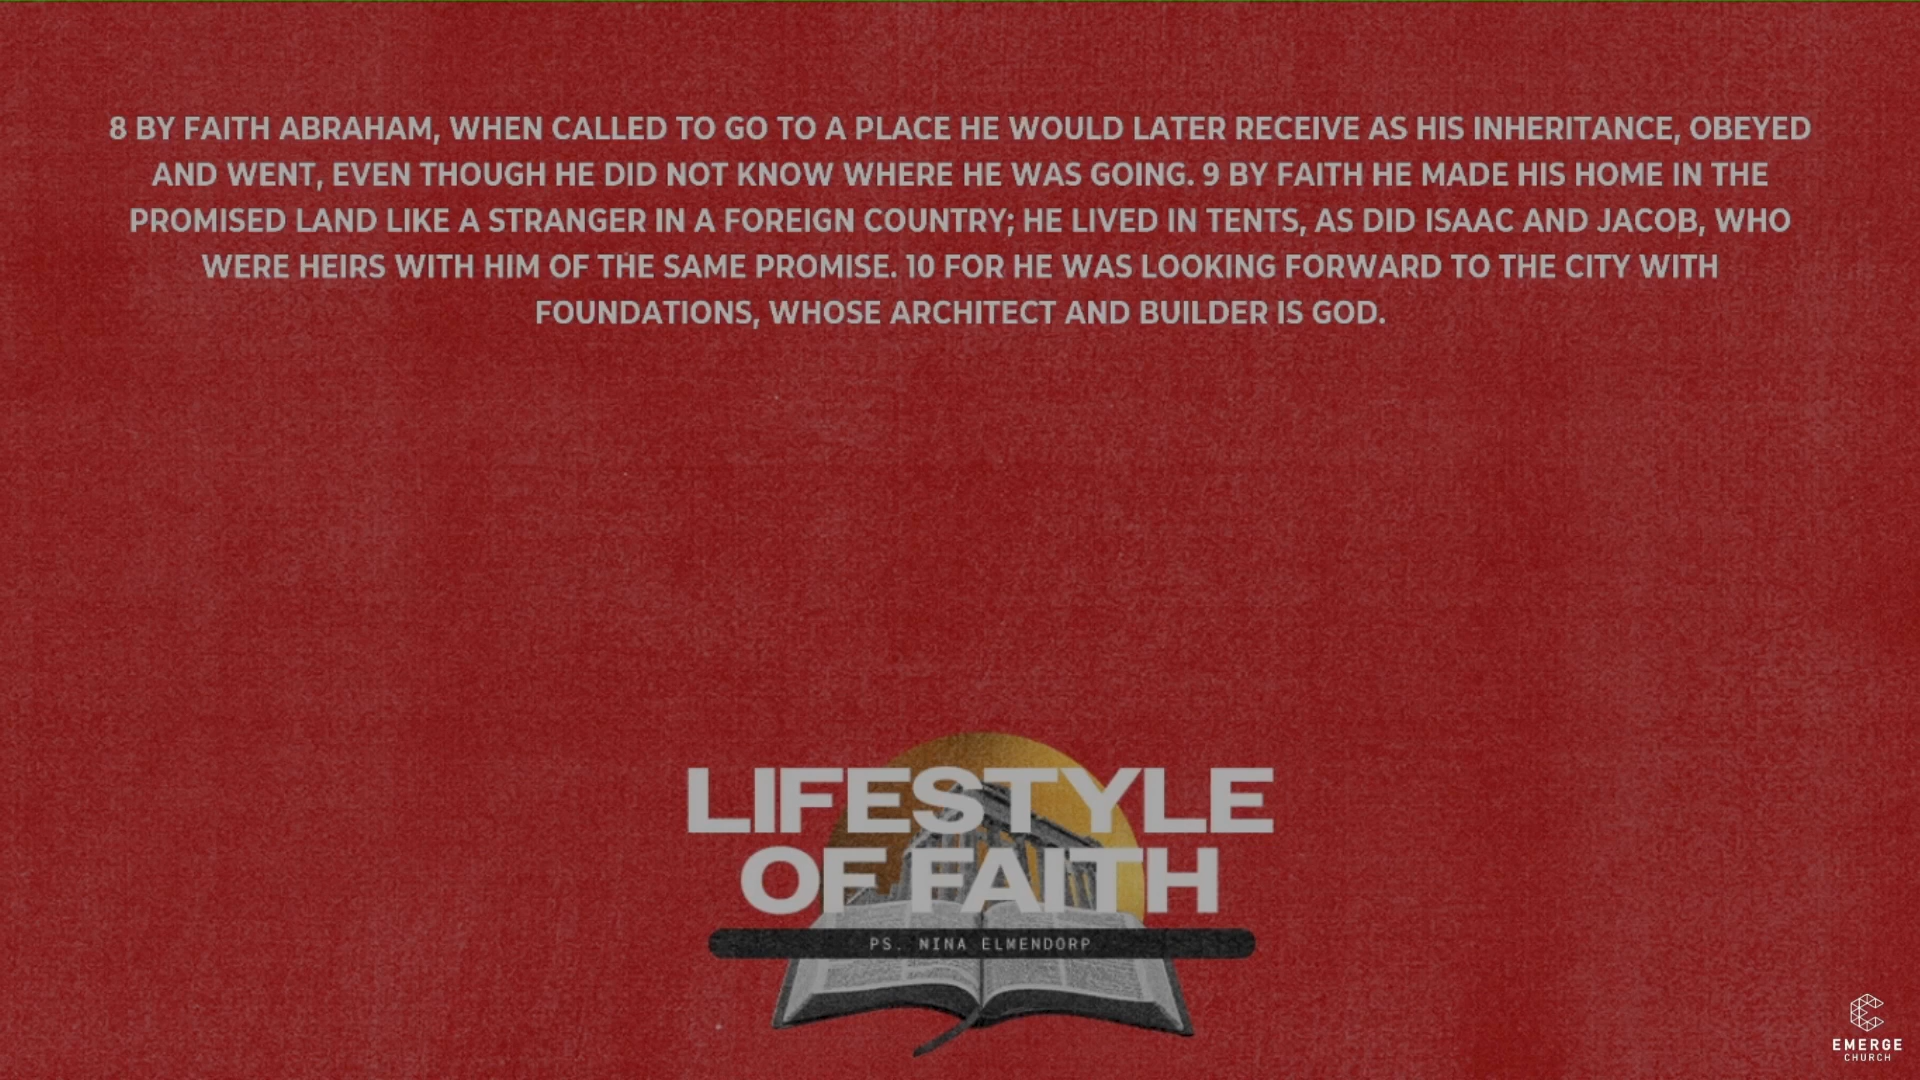 8 BY FAITH ABRAHAM, WHEN CALLED TO GO TO A PLACE HE WOULD LATER RECEIVE AS HIS INHERITANCE, OBEYED
AND WENT, EVEN THOUGH HE DID NOT KNOW WHERE HE WAS GOING. 9 BY FAITH HE MADE HIS HOME IN THE
PROMISED LAND LIKE A STRANGER IN A FOREIGN COUNTRY; HE LIVED IN TENTS, AS DID ISAAC AND JACOB, WHO
WERE HEIRS WITH HIM OF THE SAME PROMISE. 10 FOR HE WAS LOOKING FORWARD TO THE CITY WITH
FOUNDATIONS, WHOSE ARCHITECT AND BUILDER IS GOD.
LIFESTYLE
OF FAITH
PS. NINA ELMENDORP
EMERGE
CHURCH